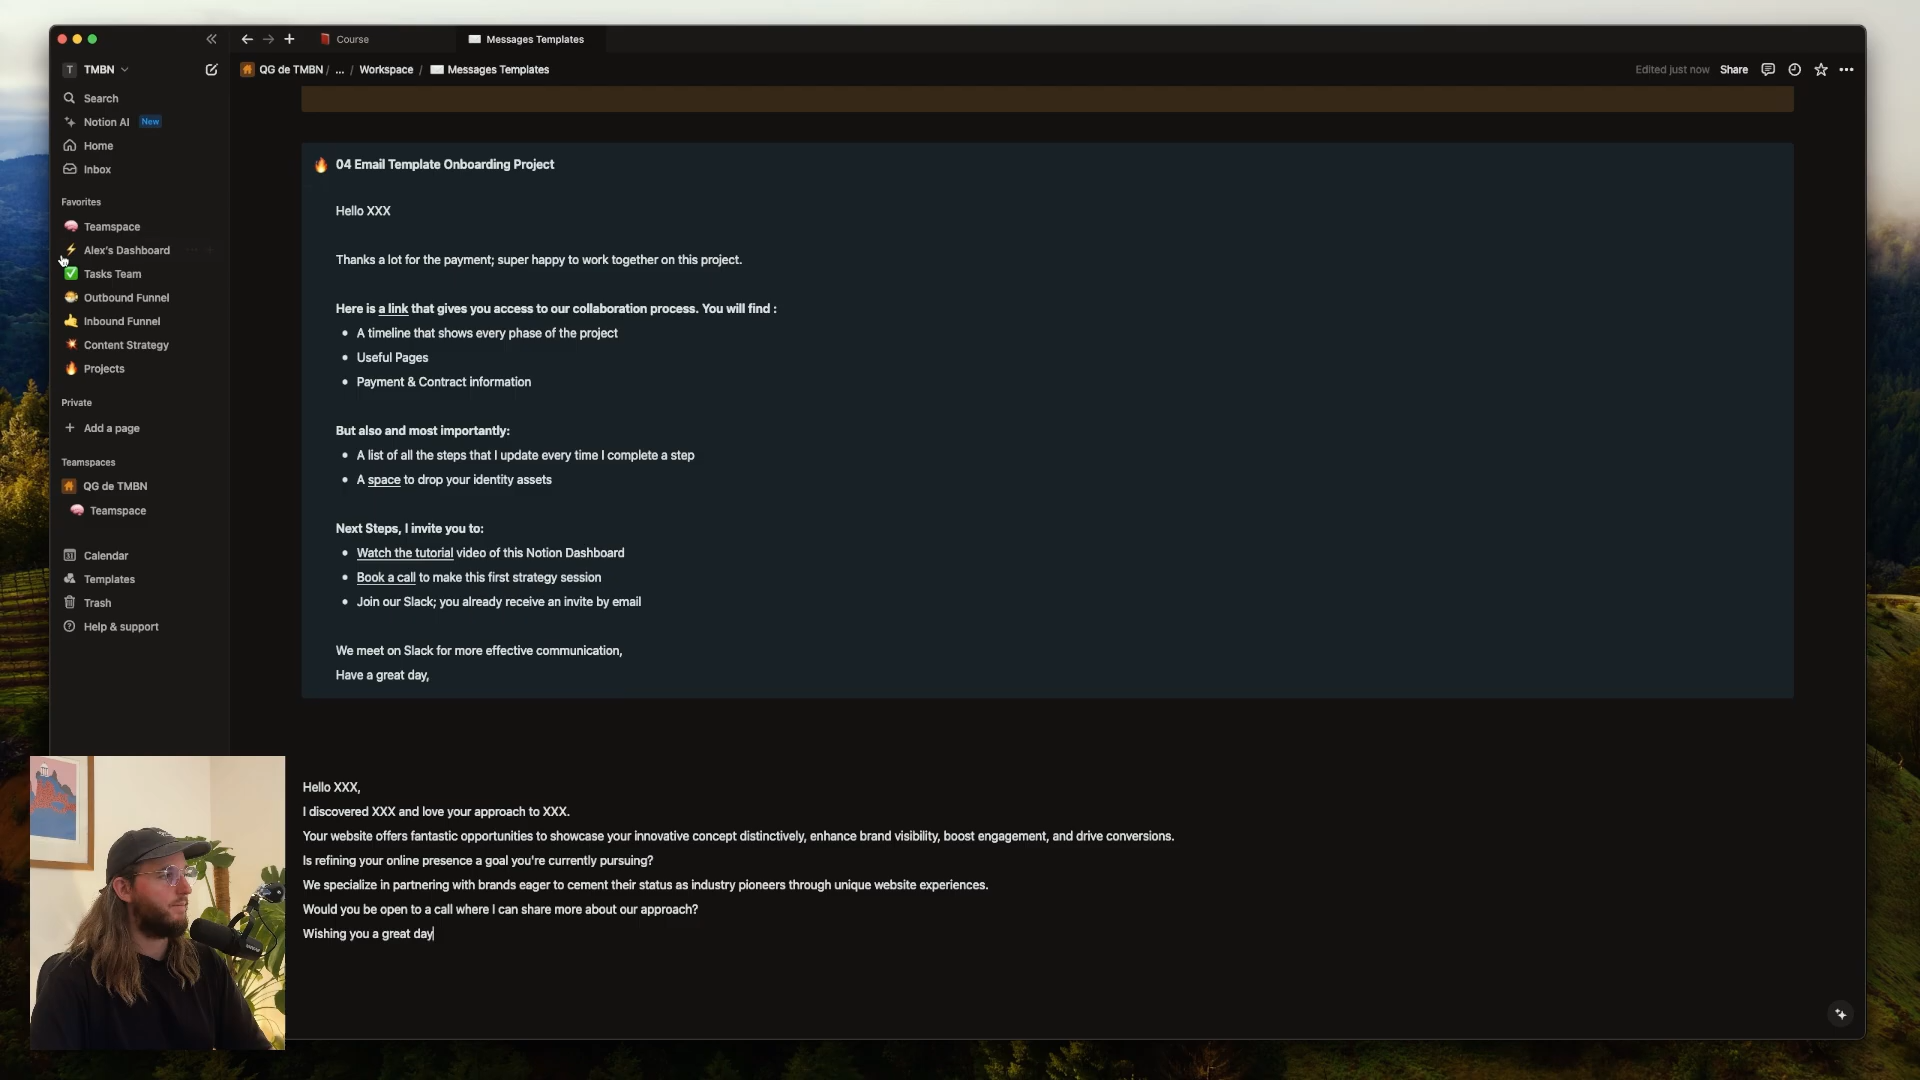 Course
Messages Templates
T TMBN
QG de TMBN / ... / Workspace / Messages Templates
Edited just now
Share
Search
Notion AI New
Home
Inbox
Favorites
Teamspace
Alex's Dashboard
Tasks Team
Outbound Funnel
Inbound Funnel
Content Strategy
Projects
Private
Add a page
Teamspaces
QG de TMBN
Teamspace
Calendar
Templates
Trash
Help & support
04 Email Template Onboarding Project
Hello XXX
Thanks a lot for the payment; super happy to work together on this project.
Here is a link that gives you access to our collaboration process. You will find :
• A timeline that shows every phase of the project
• Useful Pages
• Payment & Contract information
But also and most importantly:
• A list of all the steps that I update every time I complete a step
• A space to drop your identity assets
Next Steps, I invite you to:
• Watch the tutorial video of this Notion Dashboard
• Book a call to make this first strategy session
• Join our Slack; you already receive an invite by email
We meet on Slack for more effective communication,
Have a great day,
Hello XXX,
I discovered XXX and love your approach to XXX.
Your website offers fantastic opportunities to showcase your innovative concept distinctively, enhance brand visibility, boost engagement, and drive conversions.
Is refining your online presence a goal you're currently pursuing?
We specialize in partnering with brands eager to cement their status as industry pioneers through unique website experiences.
Would you be open to a call where I can share more about our approach?
Wishing you a great day